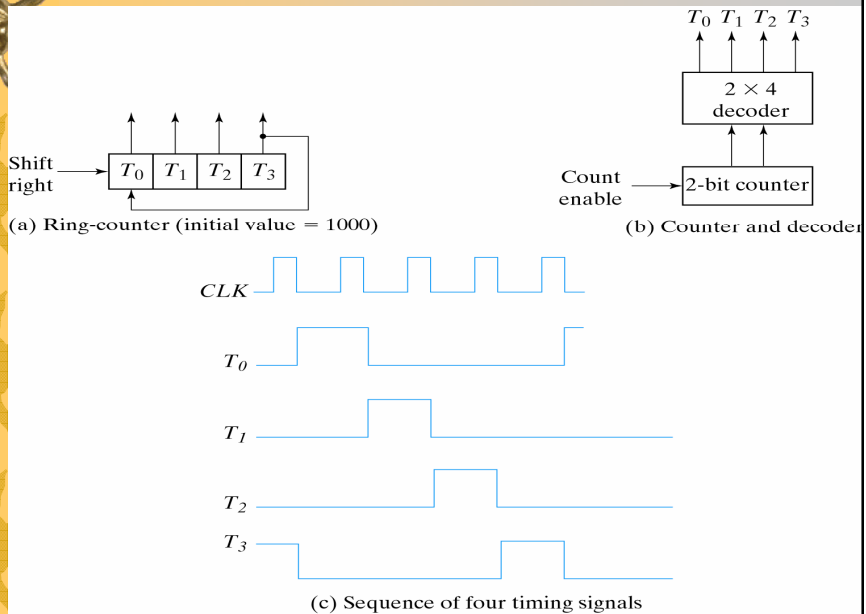 Shift
right
T0 T1 T2 T3
(a) Ring-counter (initial value = 1000)
T0 T1 T2 T3
2 × 4
decoder
Count
enable
2-bit counter
(b) Counter and decoder
CLK
T0
T1
T2
T3
(c) Sequence of four timing signals